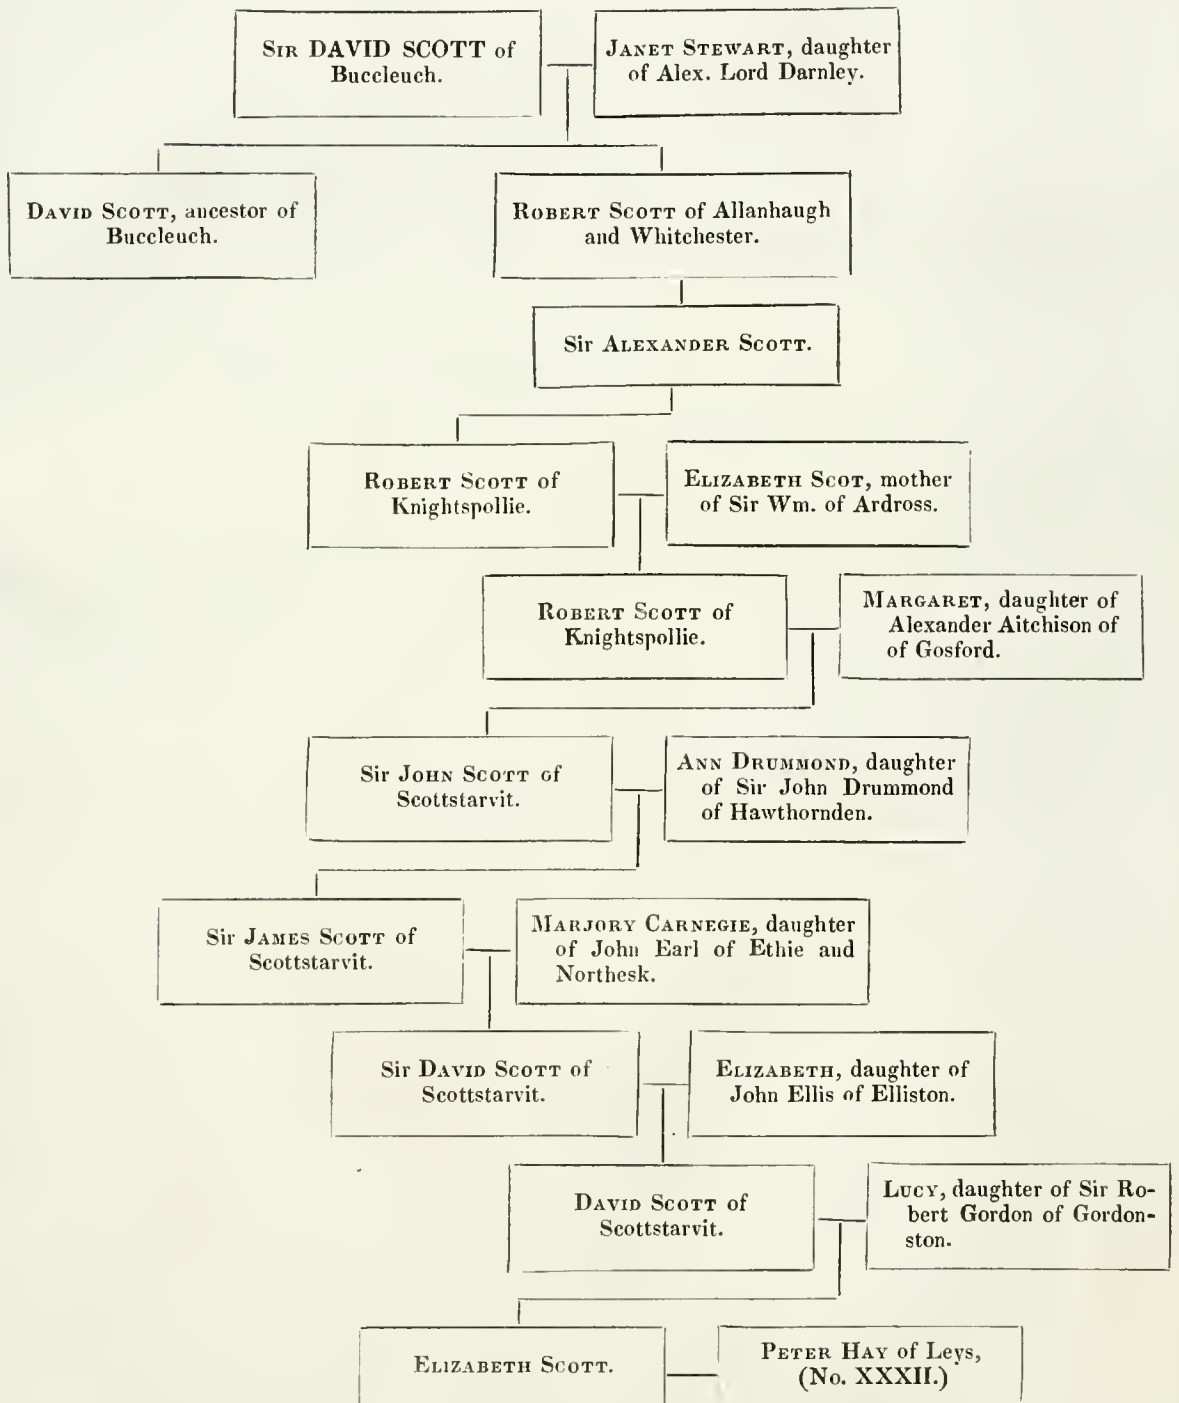 SIR DAVID SCOTT of
Buccleuch.
JANET STEWART, daughter
of Alex. Lord Darnley.
DAVID SCOTT, ancestor of
Buccleuch.
ROBERT SCOTT of Allanhaugh
and Whitchester.
Sir ALEXANDER SCOTT.
ROBERT SCOTT of
Knightspollie.
ELIZABETH SCOT, mother
of Sir Wm. of Ardross.
ROBERT SCOTT of
Knightspollie.
MARGARET, daughter of
Alexander Aitchison of
of Gosford.
Sir JOHN SCOTT of
Scottstarvit.
ANN DRUMMOND, daughter
of Sir John Drummond
of Hawthornden.
Sir JAMES SCOTT of
Scottstarvit.
MARJORY CARNEGIE, daughter
of John Earl of Ethie and
Northesk.
Sir DAVID SCOTT of
Scottstarvit.
ELIZABETH, daughter of
John Ellis of Elliston.
DAVID SCOTT of
Scottstarvit.
LUCY, daughter of Sir Ro-
bert Gordon of Gordon-
ston.
ELIZABETH SCOTT.
PETER HAY of Leys,
(No. XXXII.)